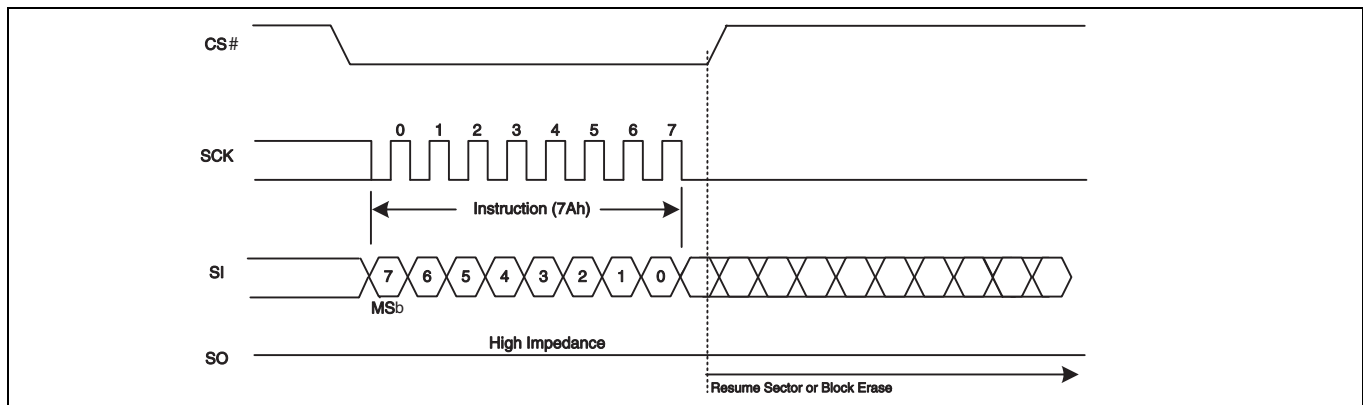 CS#
0 1 2 3 4 5 6 7
SCK
Instruction (7Ah)
SI
7 6 5 4 3 2 1 0
MSb
High Impedance
SO
Resume Sector or Block Erase